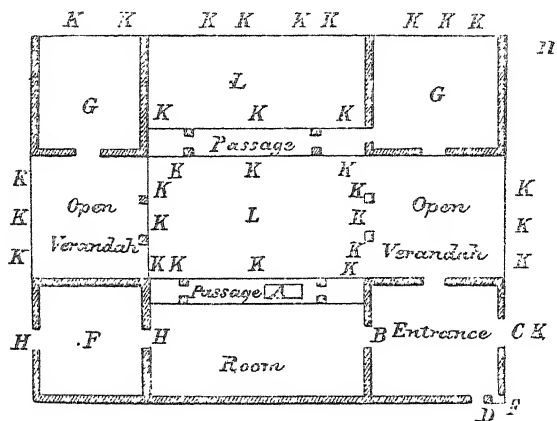 K K K K K K K K K
H
G L G
K K K
Passage
K K K
K K K K K
Open L Open
K K K K
Verandah K Verandah
K K K K K K
Passage A
H F H B Entrance C K
Room
D F